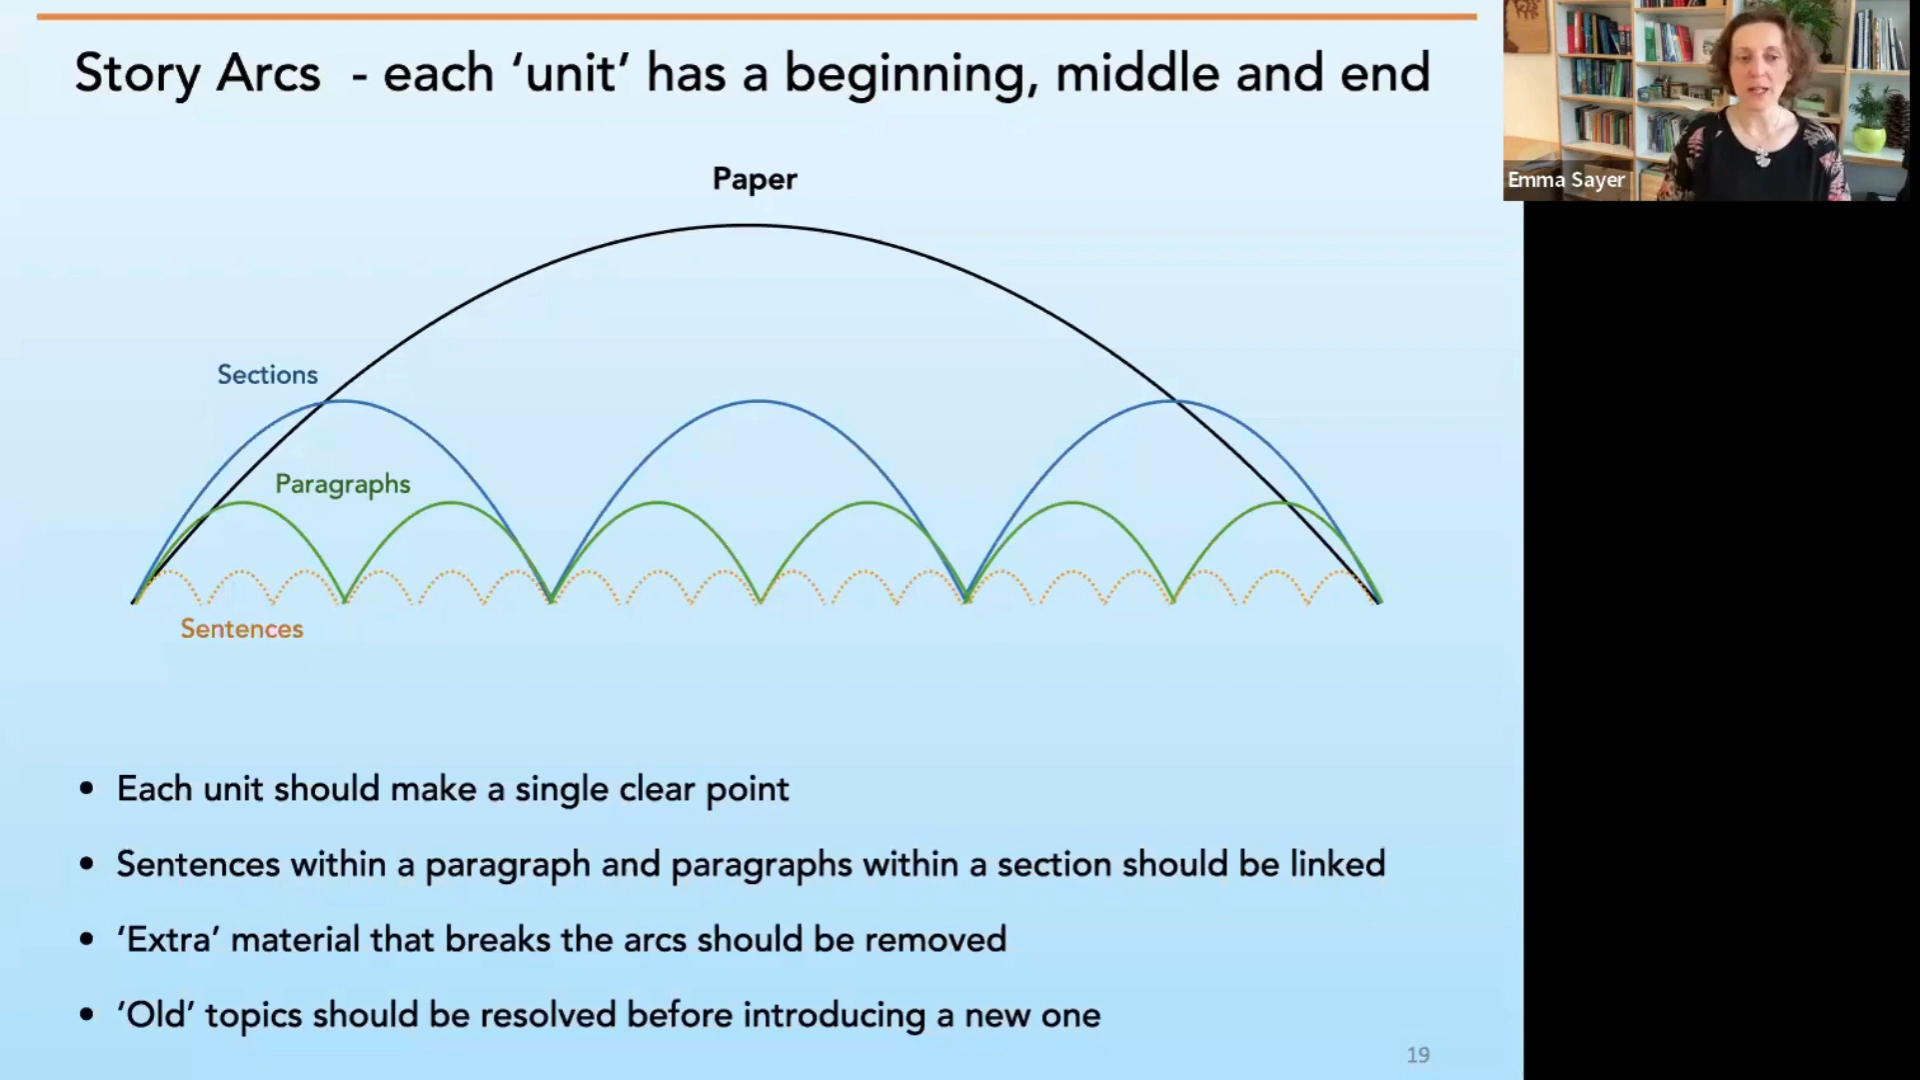 Story Arcs - each ‘unit’ has a beginning, middle and end
Emma Sayer
Paper
Sections
Paragraphs
Sentences
• Each unit should make a single clear point
• Sentences within a paragraph and paragraphs within a section should be linked
• ‘Extra’ material that breaks the arcs should be removed
• ‘Old’ topics should be resolved before introducing a new one
19